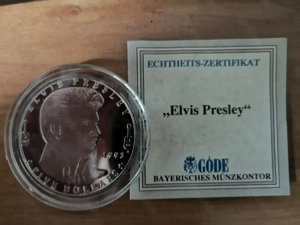 ELVIS PRESLEY
1993
FIVE DOLLARS
ECHTHEITS-ZERTIFIKAT
„Elvis Presley“
GÖDE
BAYERISCHES MÜNZKONTOR